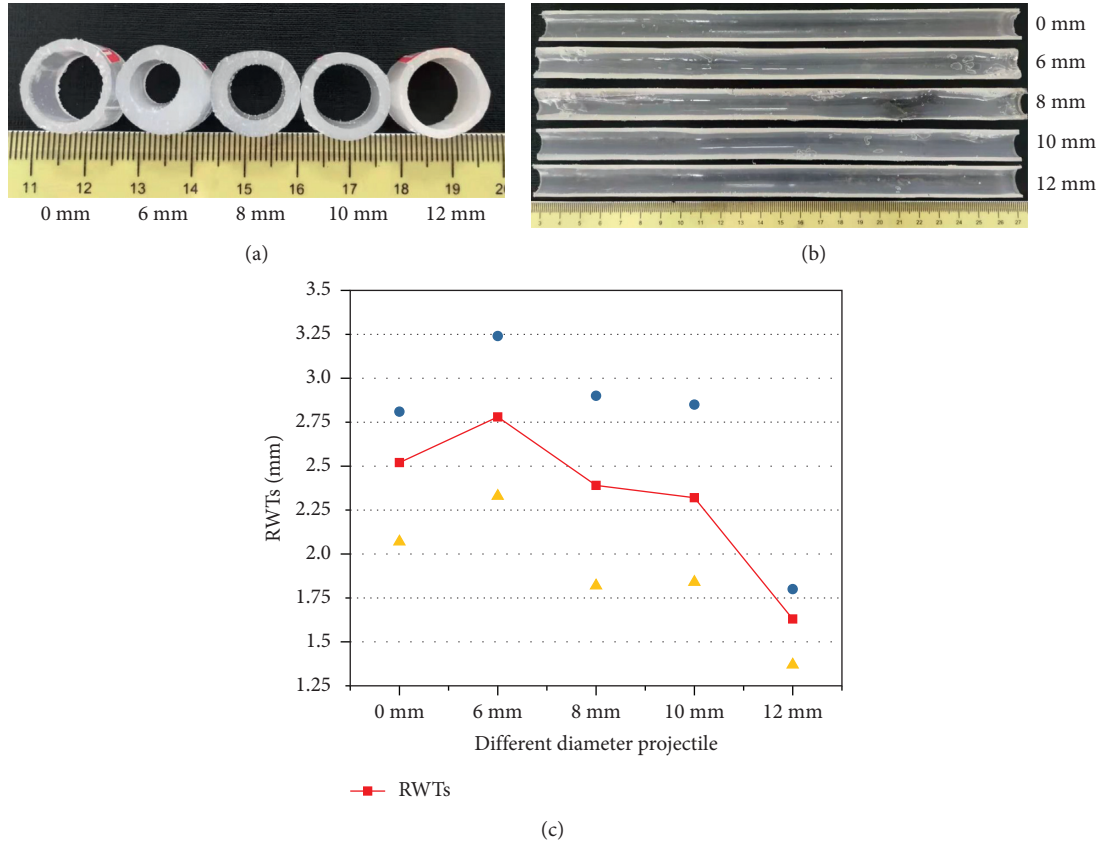 11 12 13 14 15 16 17 18 19 20
0 mm 6 mm 8 mm 10 mm 12 mm
(a)
0 mm
6 mm
8 mm
10 mm
12 mm
(b)
3.5
3.25
3.0
2.75
2.5
2.25
2.0
1.75
1.5
1.25
RWTs (mm)
0 mm 6 mm 8 mm 10 mm 12 mm
Different diameter projectile
RWTs
(c)